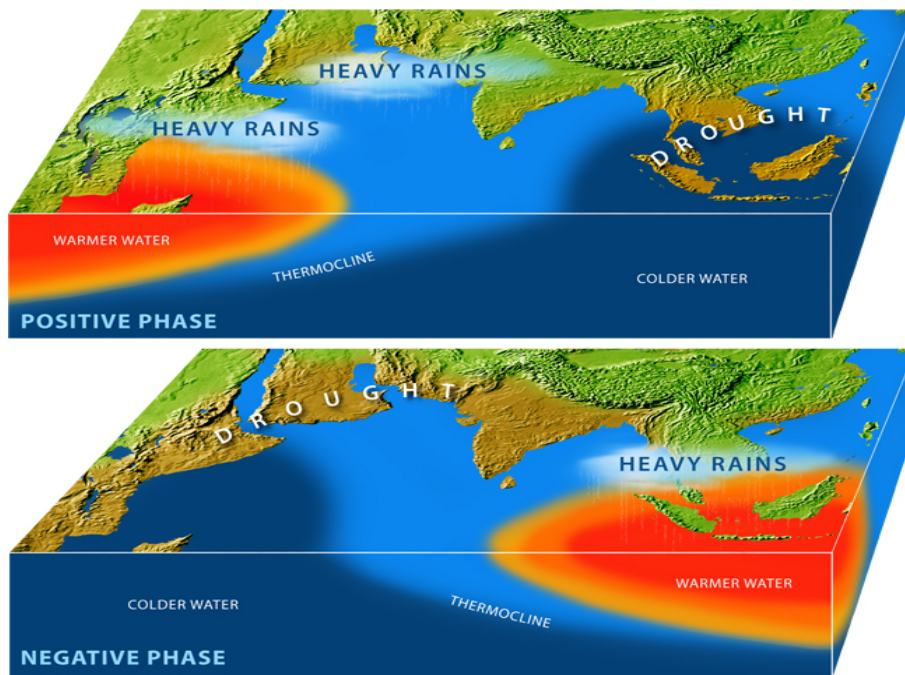 HEAVY RAINS
HEAVY RAINS
DROUGHT
WARMER WATER
THERMOCLINE
COLDER WATER
POSITIVE PHASE
DROUGHT
HEAVY RAINS
WARMER WATER
COLDER WATER
THERMOCLINE
NEGATIVE PHASE